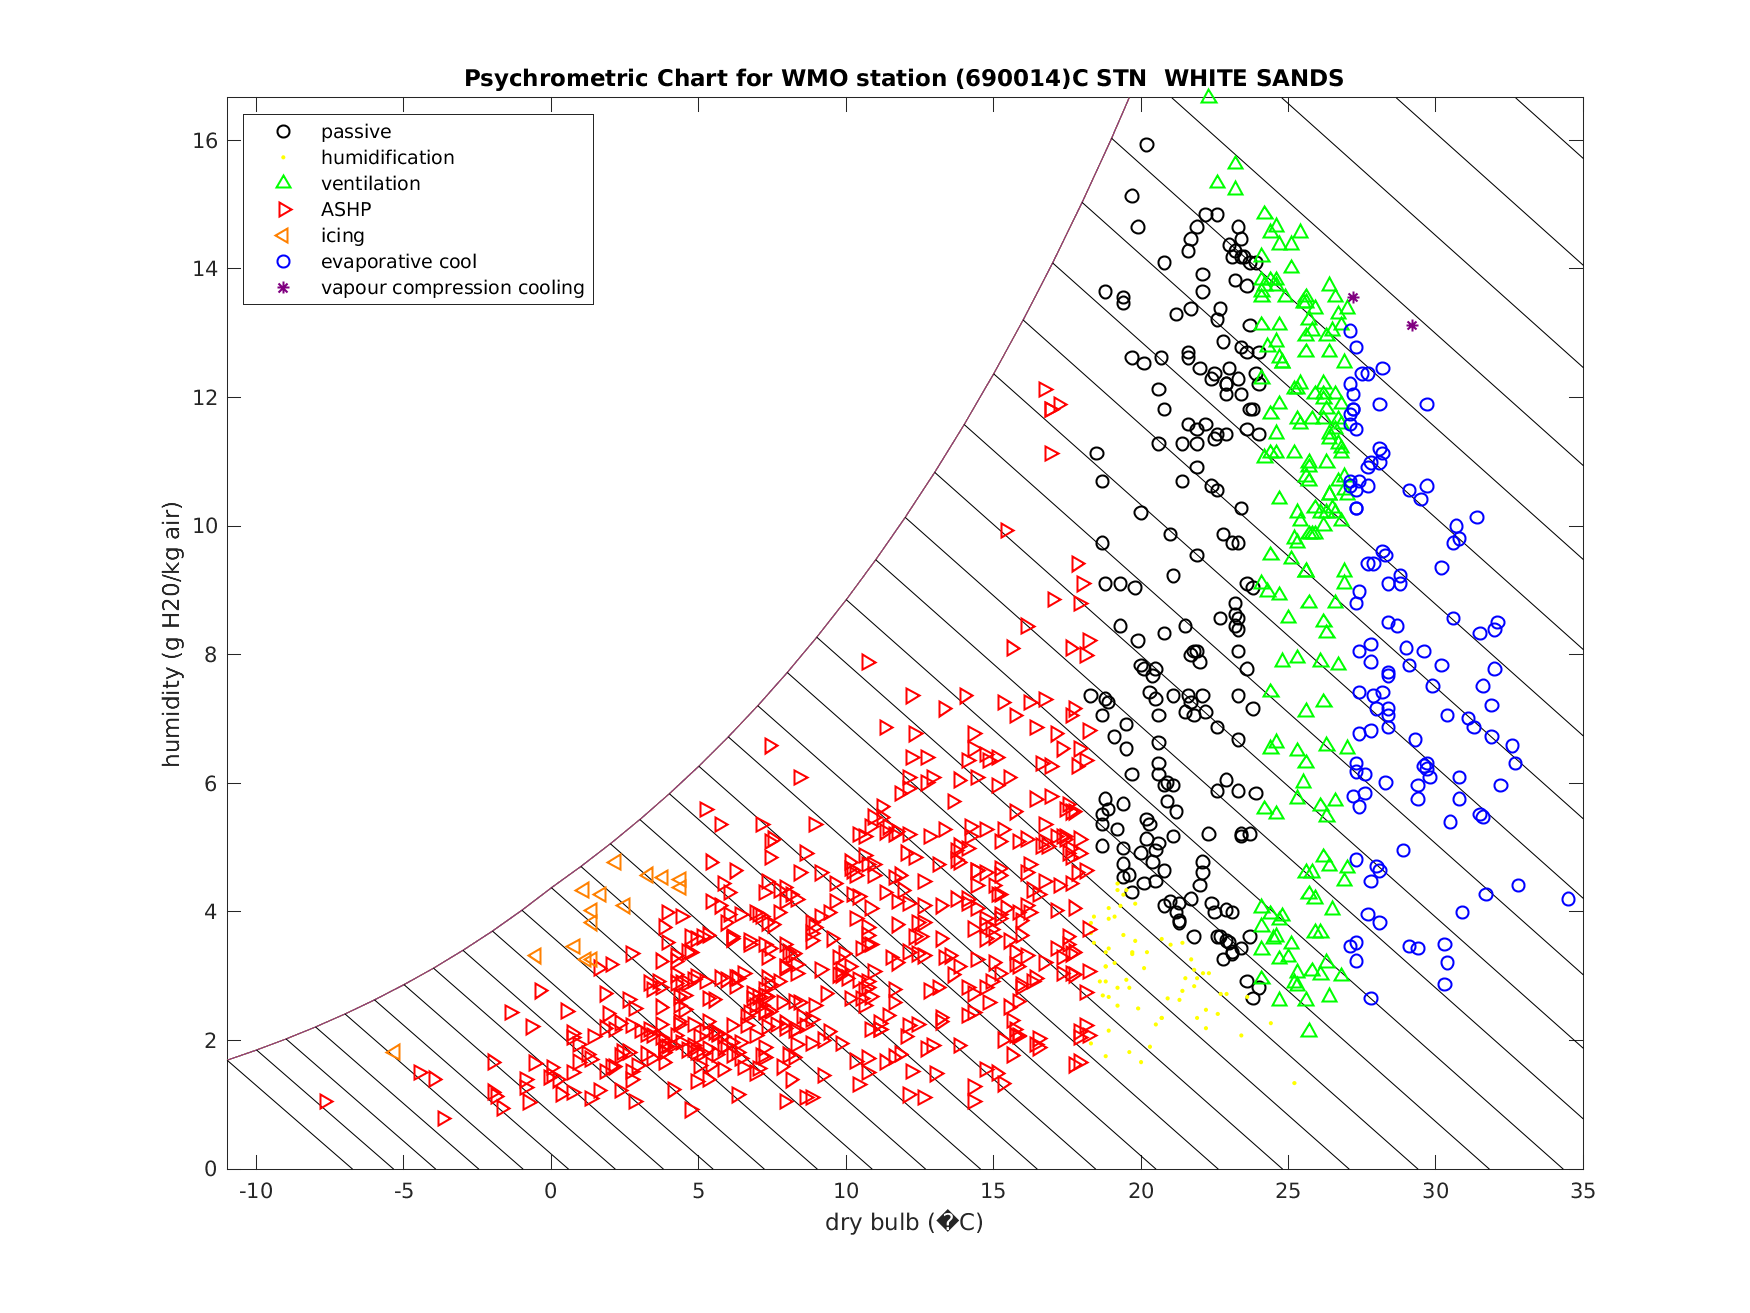 Psychrometric Chart for WMO station (690014)C STN  WHITE SANDS
passive
humidification
ventilation
ASHP
icing
evaporative cool
vapour compression cooling
humidity (g H20/kg air)
16
14
12
10
8
6
4
2
0
-10 -5 0 5 10 15 20 25 30 35
dry bulb (�C)